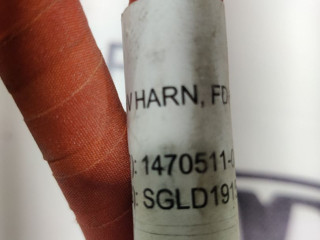 HARN, FD
: 1470511-
: SGLD191